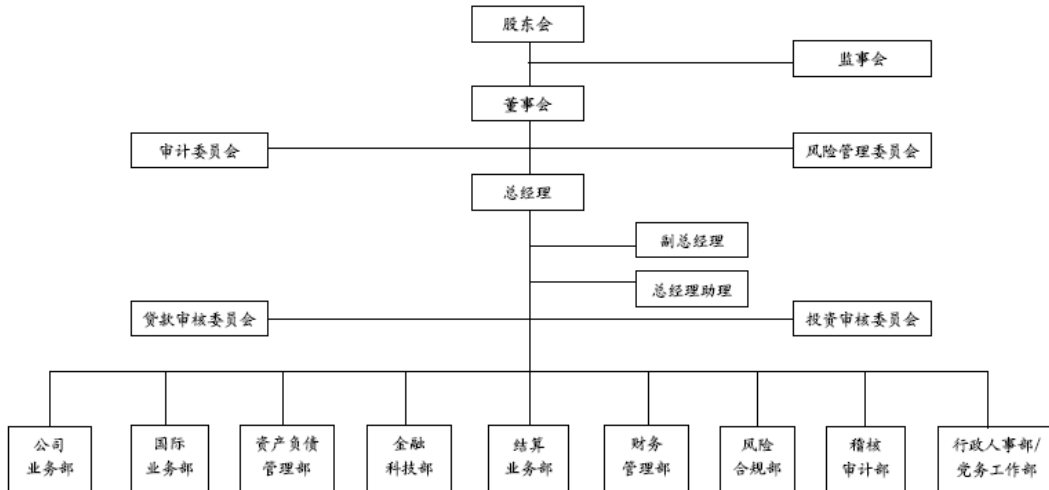 股东会
监事会
董事会
审计委员会
风险管理委员会
总经理
副总经理
总经理助理
贷款审核委员会
投资审核委员会
公司
业务部
国际
业务部
资产负债
管理部
金融
科技部
结算
业务部
财务
管理部
风险
合规部
稽核
审计部
行政人事部/
党务工作部